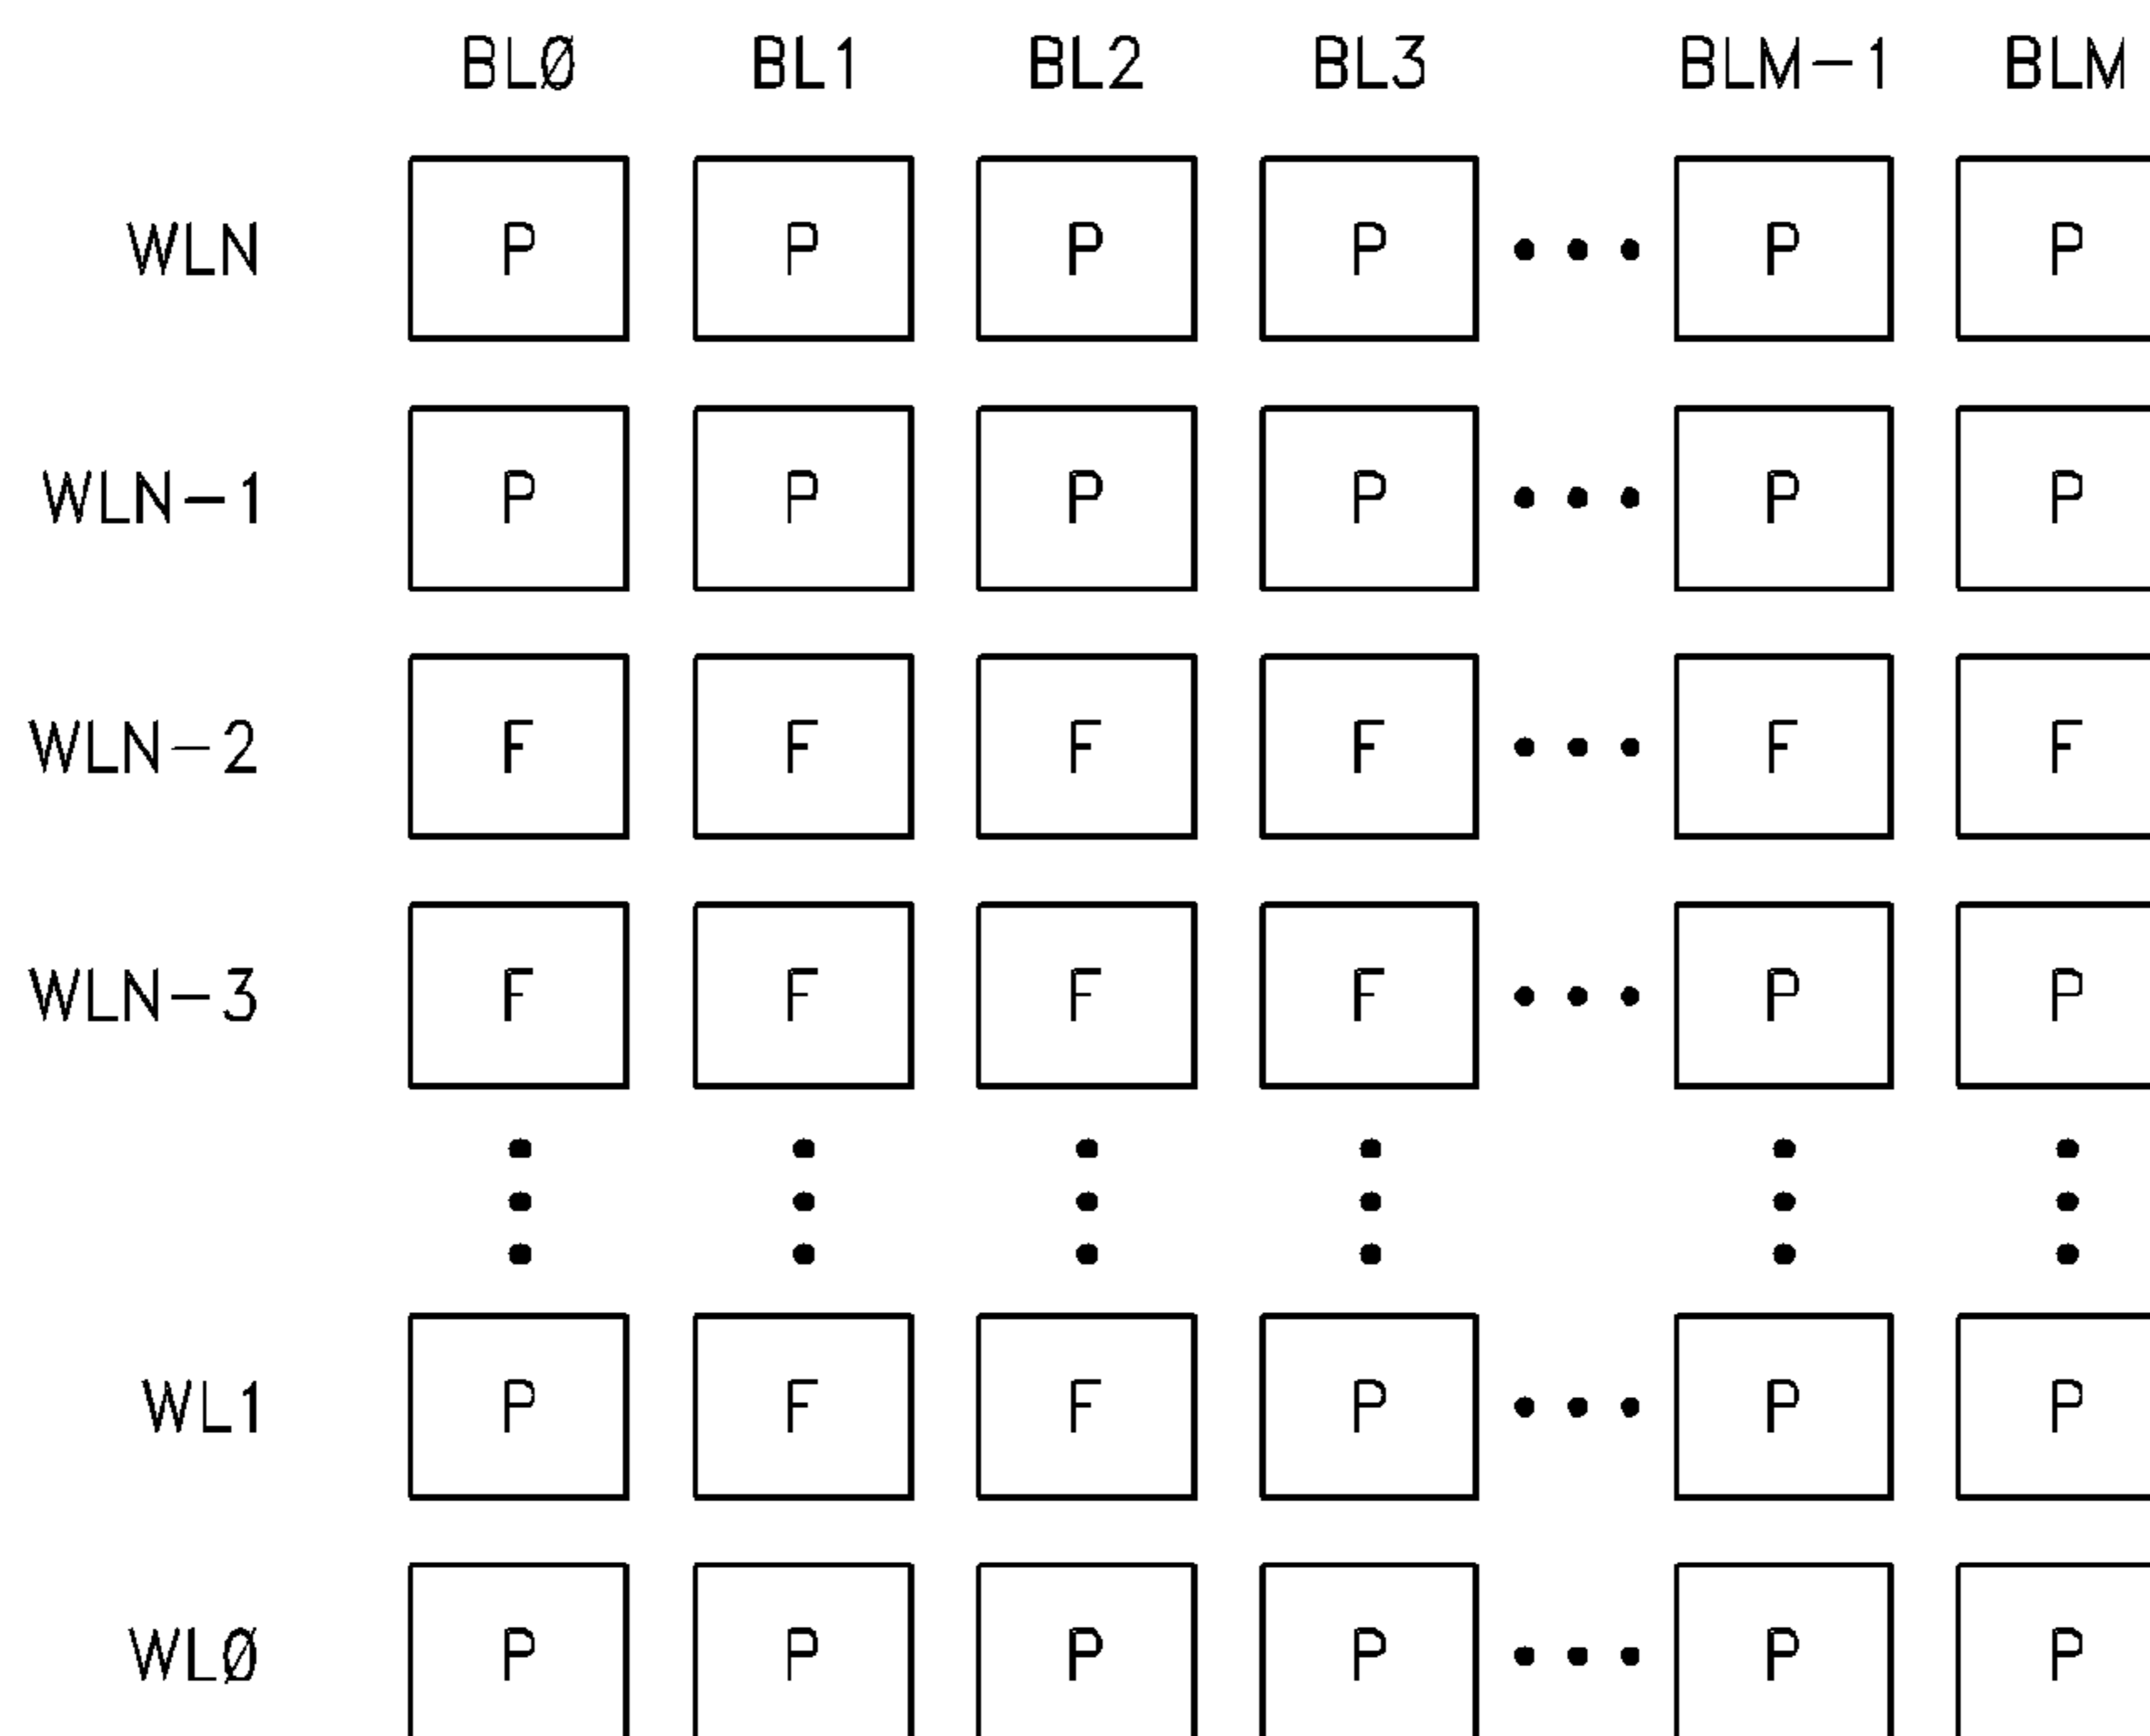 BLØ BL1 BL2 BL3 BLM-1 BLM
WLN P P P P ••• P P
WLN-1 P P P P ••• P P
WLN-2 F F F F ••• F F
WLN-3 F F F F ••• P P
WL1 P F F P ••• P P
WLØ P P P P ••• P P